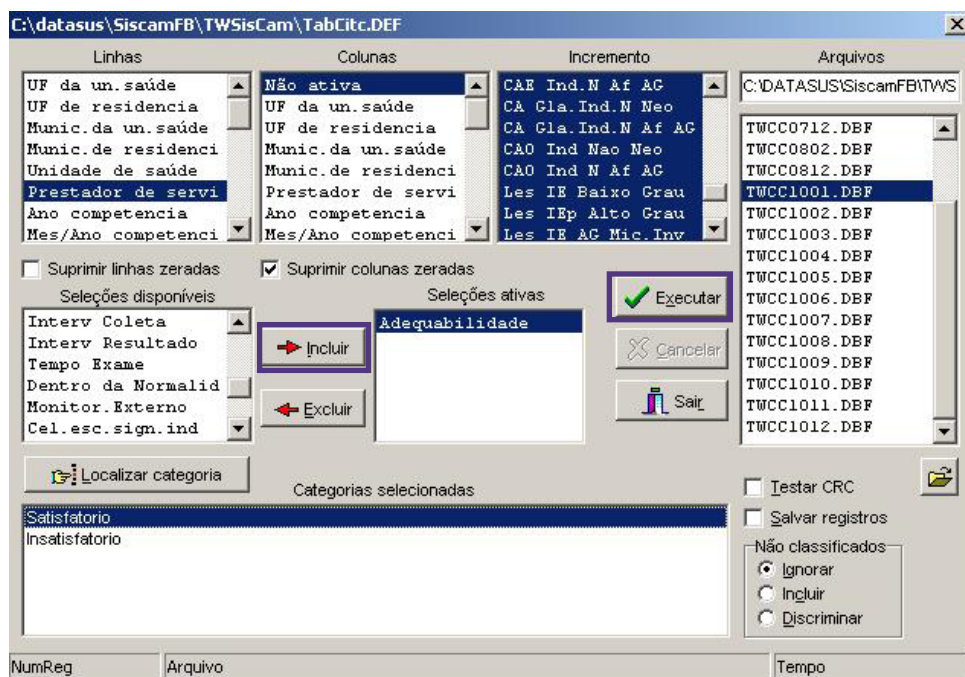 C:\datasus\SiscamFB\TWSisCam\TabCitc.DEF
Linhas
UF da un.saúde
UF de residencia
Munic.da un.saúde
Munic.de residenci
Unidade de saúde
Prestador de servi
Ano competencia
Mes/Ano competenci
Colunas
Não ativa
UF da un.saúde
UF de residencia
Munic.da un.saúde
Munic.de residenci
Prestador de servi
Ano competencia
Mes/Ano competenci
Incremento
CAE Ind.N Af AG
CA Gla.Ind.N Neo
CA Gla.Ind.N Af AG
CAO Ind Nao Neo
CAO Ind N Af AG
Les IE Baixo Grau
Les IEp Alto Grau
Les IE AG Mic.Inv
Arquivos
C:\DATASUS\SiscamFB\TWS
TWCC0712.DBF
TWCC0802.DBF
TWCC0812.DBF
TWCC1001.DBF
TWCC1002.DBF
TWCC1003.DBF
TWCC1004.DBF
TWCC1005.DBF
TWCC1006.DBF
TWCC1007.DBF
TWCC1008.DBF
TWCC1009.DBF
TWCC1010.DBF
TWCC1011.DBF
TWCC1012.DBF
Suprimir linhas zeradas
Suprimir colunas zeradas
Seleções disponíveis
Interv Coleta
Interv Resultado
Tempo Exame
Dentro da Normalid
Monitor.Externo
Cel.esc.sign.ind
Incluir
Excluir
Seleções ativas
Adequabilidade
Executar
Cancelar
Sair
Localizar categoria
Categorias selecionadas
Satisfatorio
Insatisfatorio
Testar CRC
Salvar registros
Não classificados
Ignorar
Incluir
Discriminar
NumReg
Arquivo
Tempo